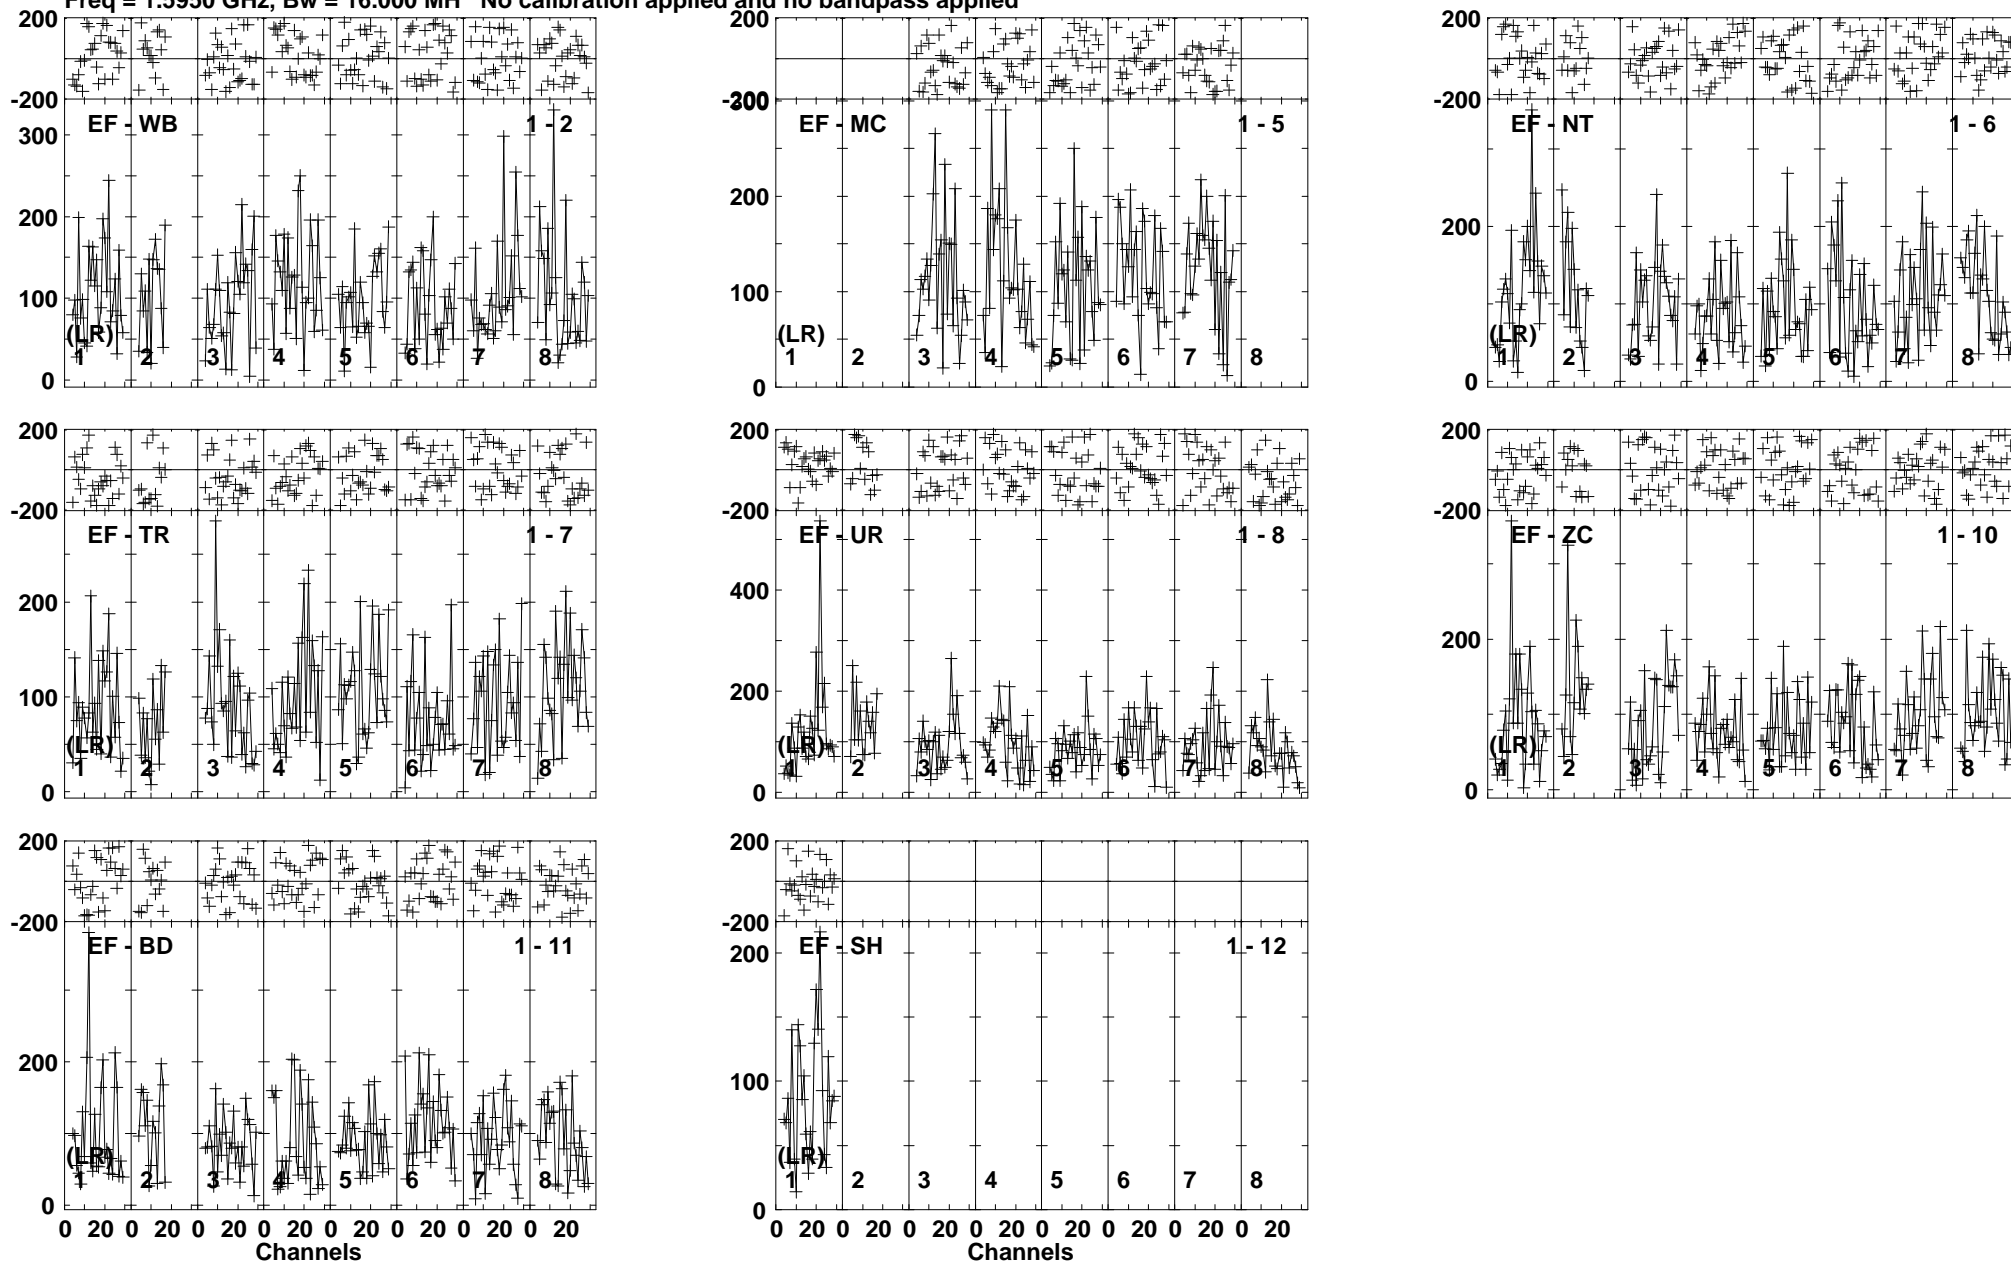 Freq = 1.5950 GHz, Bw = 16.000 MH No calibration applied and no bandpass applied
200 200 200
-200 -200 -200
EF - WB 1 - 2 EF - MC 1 - 5 EF - NT 1 - 6
300 300
200 200 200
100 100
(LR) (LR) (LR)
1 2 3 4 5 6 7 8 1 2 3 4 5 6 7 8 1 2 3 4 5 6 7 8
0 0 0
200 200 200
-200 -200 -200
EF - TR 1 - 7 EF - UR 1 - 8 EF - ZC 1 - 10
200 400 200
100 200
(LR) (LR) (LR)
1 2 3 4 5 6 7 8 1 2 3 4 5 6 7 8 1 2 3 4 5 6 7 8
0 0 0
200 200
-200 -200
EF - BD 1 - 11 EF - SH 1 - 12
200 200
100
(LR) (LR)
1 2 3 4 5 6 7 8 1 2 3 4 5 6 7 8
0 0
0 20 0 20 0 20 0 20 0 20 0 20 0 20 0 20 0 20 0 20 0 20 0 20 0 20 0 20 0 20 0 20
Channels Channels